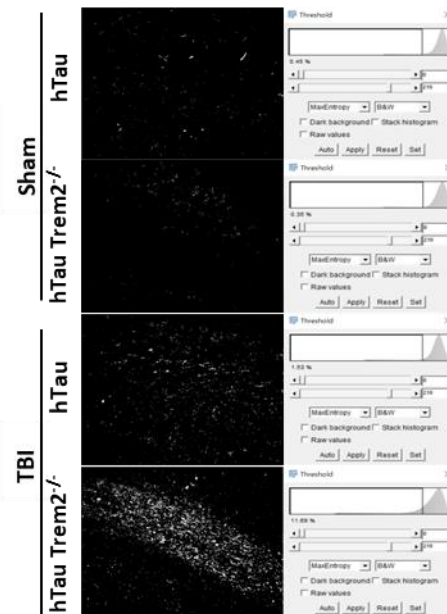 Sham
hTau
Threshold
0.45 %
MaxEntropy B&W
Dark background Stack histogram
Raw values
Auto Apply Reset Set
hTau Trem2-/-
Threshold
0.35 %
MaxEntropy B&W
Dark background Stack histogram
Raw values
Auto Apply Reset Set
TBI
hTau
Threshold
MaxEntropy B&W
Dark background Stack histogram
Raw values
Auto Apply Reset Set
hTau Trem2-/-
Threshold
11.69 %
MaxEntropy B&W
Dark background Stack histogram
Raw values
Auto Apply Reset Set